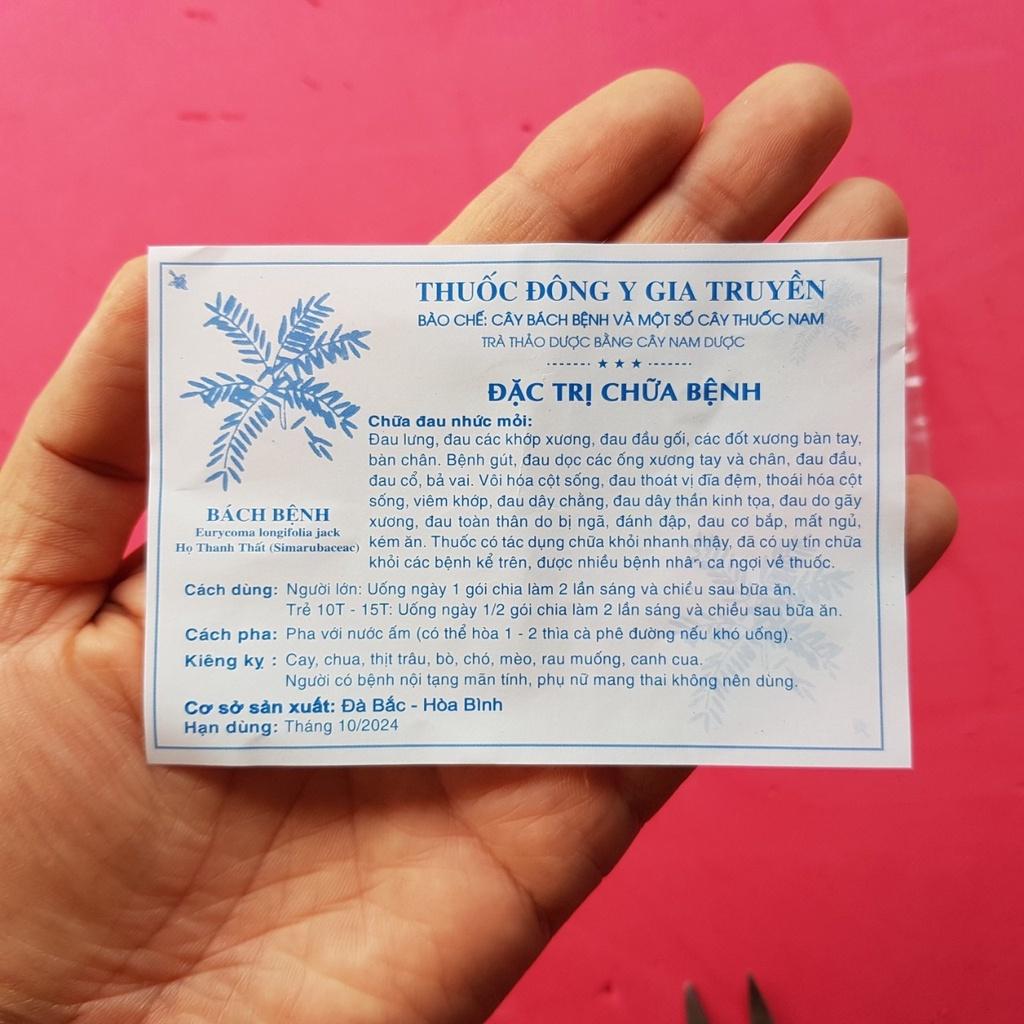 THUỐC ĐÔNG Y GIA TRUYỀN
BÀO CHẾ: CÂY BÁCH BỆNH VÀ MỘT SỐ CÂY THUỐC NAM
TRÀ THẢO DƯỢC BẰNG CÂY NAM DƯỢC
ĐẶC TRỊ CHỮA BỆNH
BÁCH BỆNH
Eurycoma longifolia jack
Họ Thanh Thất (Simarubaceae)
Chữa đau nhức mỏi:
Đau lưng, đau các khớp xương, đau đầu gối, các đốt xương bàn tay,
bàn chân. Bệnh gút, đau dọc các ống xương tay và chân, đau đầu,
đau cổ, bả vai. Vôi hóa cột sống, đau thoát vị đĩa đệm, thoái hóa cột
sống, viêm khớp, đau dây chằng, đau dây thần kinh tọa, đau do gãy
xương, đau toàn thân do bị ngã, đánh đập, đau cơ bắp, mất ngủ,
kém ăn. Thuốc có tác dụng chữa khỏi nhanh nhậy, đã có uy tín chữa
khỏi các bệnh kể trên, được nhiều bệnh nhân ca ngợi về thuốc.
Cách dùng: Người lớn: Uống ngày 1 gói chia làm 2 lần sáng và chiều sau bữa ăn.
Trẻ 10T - 15T: Uống ngày 1/2 gói chia làm 2 lần sáng và chiều sau bữa ăn.
Cách pha: Pha với nước ấm (có thể hòa 1 - 2 thìa cà phê đường nếu khó uống).
Kiêng kỵ : Cay, chua, thịt trâu, bò, chó, mèo, rau muống, canh cua.
Người có bệnh nội tạng mãn tính, phụ nữ mang thai không nên dùng.
Cơ sở sản xuất: Đà Bắc - Hòa Bình
Hạn dùng: Tháng 10/2024